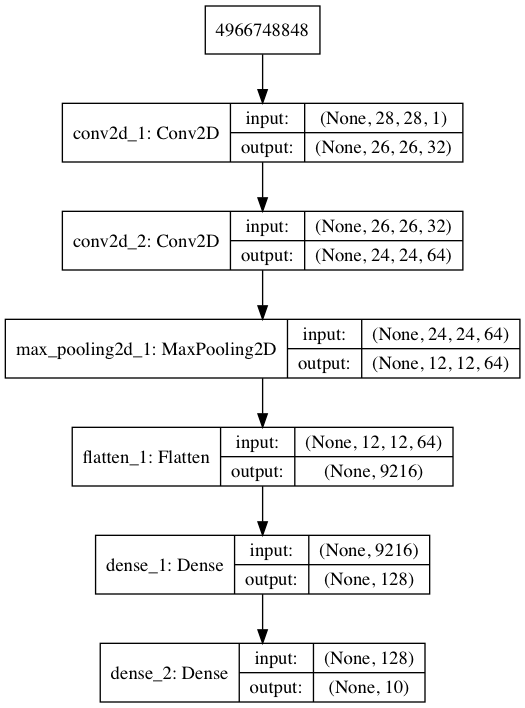 4966748848
conv2d_1: Conv2D
input:
(None, 28, 28, 1)
output:
(None, 26, 26, 32)
conv2d_2: Conv2D
input:
(None, 26, 26, 32)
output:
(None, 24, 24, 64)
max_pooling2d_1: MaxPooling2D
input:
(None, 24, 24, 64)
output:
(None, 12, 12, 64)
flatten_1: Flatten
input:
(None, 12, 12, 64)
output:
(None, 9216)
dense_1: Dense
input:
(None, 9216)
output:
(None, 128)
dense_2: Dense
input:
(None, 128)
output:
(None, 10)